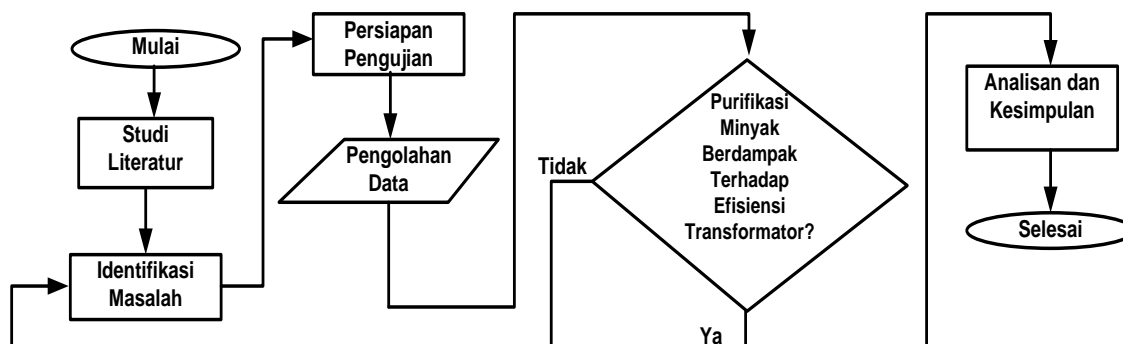 Mulai
Studi
Literatur
Identifikasi
Masalah
Persiapan
Pengujian
Pengolahan
Data
Purifikasi
Minyak
Berdampak
Terhadap
Efisiensi
Transformator?
Tidak
Ya
Analisan dan
Kesimpulan
Selesai